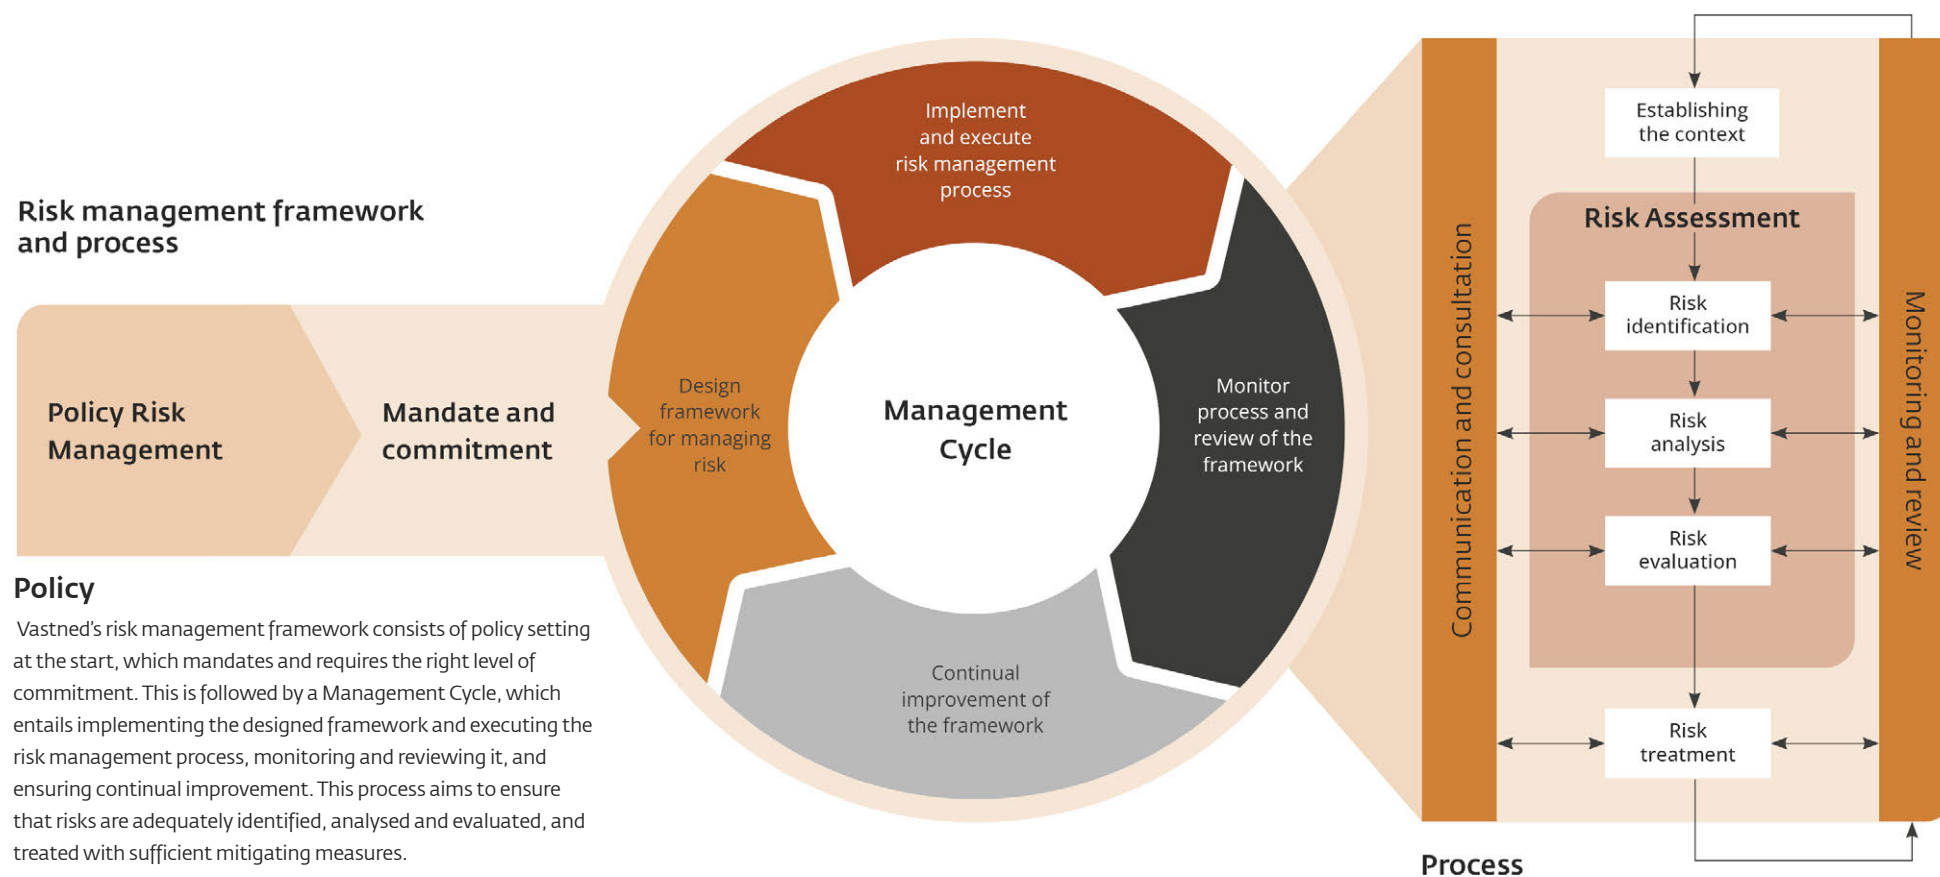 Risk management framework
and process
Policy Risk
Management
Mandate and
commitment
Policy
Vastned’s risk management framework consists of policy setting
at the start, which mandates and requires the right level of
commitment. This is followed by a Management Cycle, which
entails implementing the designed framework and executing the
risk management process, monitoring and reviewing it, and
ensuring continual improvement. This process aims to ensure
that risks are adequately identified, analysed and evaluated, and
treated with sufficient mitigating measures.
Design
framework
for managing
risk
Implement
and execute
risk management
process
Monitor
process and
review of the
framework
Continual
improvement of
the framework
Management
Cycle
Communication and consultation
Establishing
the context
Risk Assessment
Risk
identification
Risk
analysis
Risk
evaluation
Risk
treatment
Monitoring and review
Process